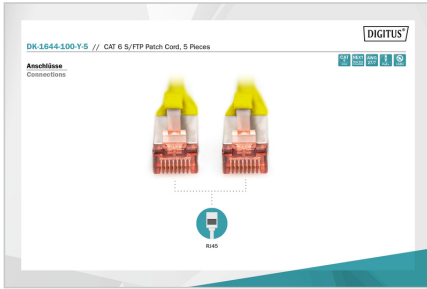 DIGITUS®
DK-1644-100-Y-5 // CAT 6 S/FTP Patch Cord, 5 Pieces
Anschlüsse
Connections
RJ45